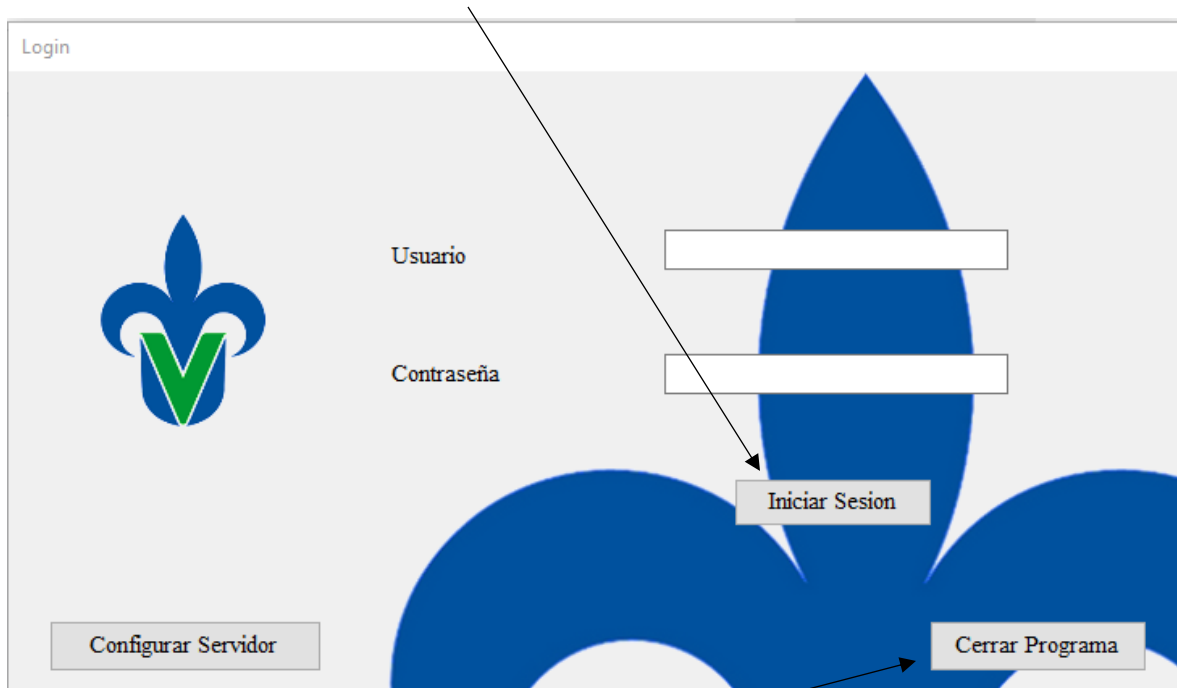 Login
Usuario
Contraseña
Iniciar Sesion
Configurar Servidor
Cerrar Programa